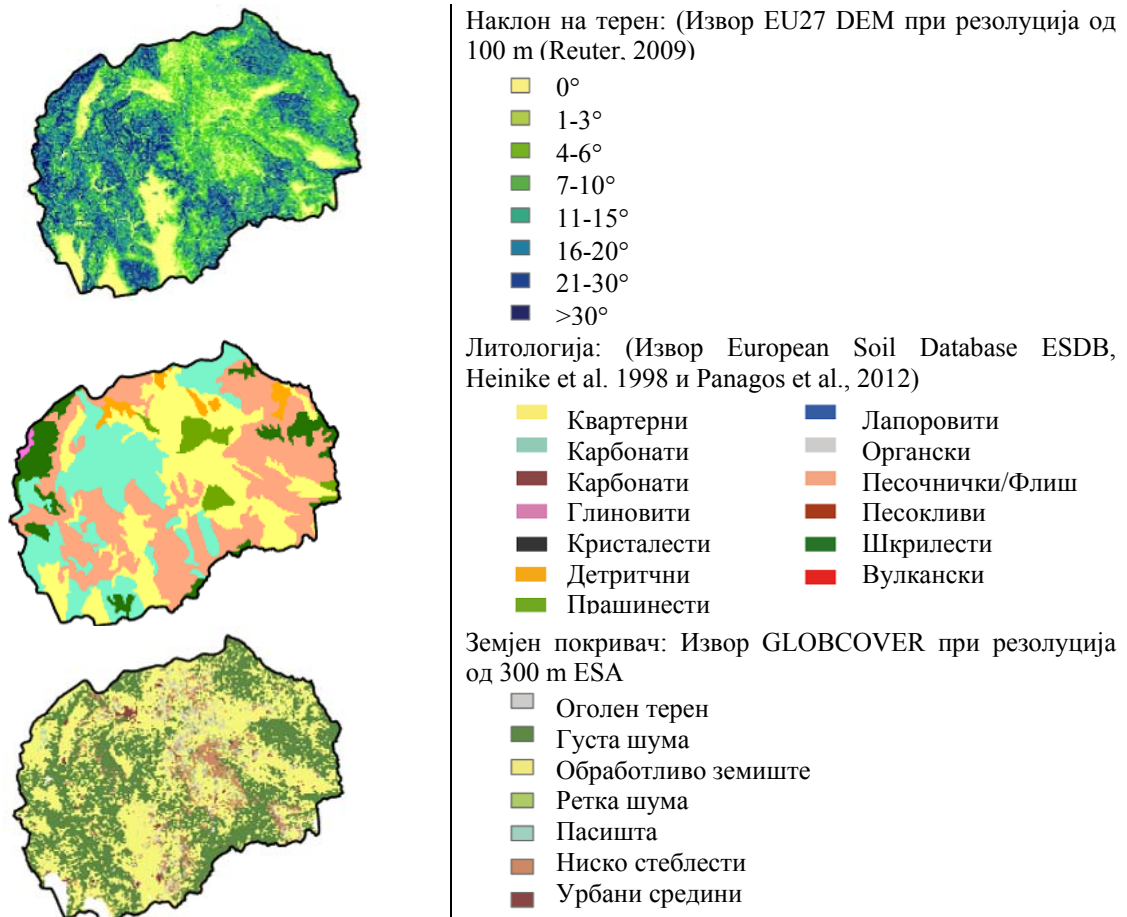 Наклон на терен: (Извор EU27 DEM при резолуција од
100 m (Reuter, 2009)
0°
1-3°
4-6°
7-10°
11-15°
16-20°
21-30°
>30°
Литологија: (Извор European Soil Database ESDB,
Heinike et al. 1998 и Panagos et al., 2012)
Квартерни
Карбонати
Карбонати
Глиновити
Кристалести
Детритчни
Прашинести
Лапоровити
Органски
Песочнички/Флиш
Песокливи
Шкрилести
Вулкански
Земјен покривач: Извор GLOBCOVER при резолуција
од 300 m ESA
Оголен терен
Густа шума
Обработливо земиште
Ретка шума
Пасишта
Ниско стеблести
Урбани средини